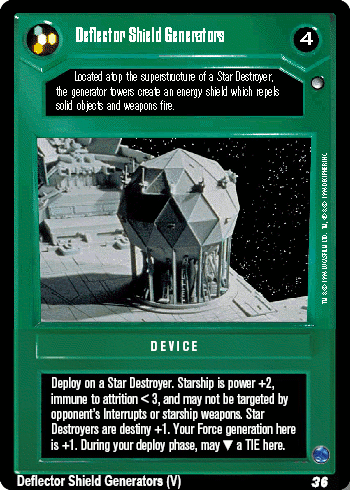 Deflector Shield Generators
4
Located atop the superstructure of a Star Destroyer,
the generator towers create an energy shield which repels
solid objects and weapons fire.
DEVICE
Deploy on a Star Destroyer. Starship is power +2,
immune to attrition < 3, and may not be targeted by
opponent's Interrupts or starship weapons. Star
Destroyers are destiny +1. Your Force generation here
is +1. During your deploy phase, may ▼ a TIE here.
Deflector Shield Generators (V)
36